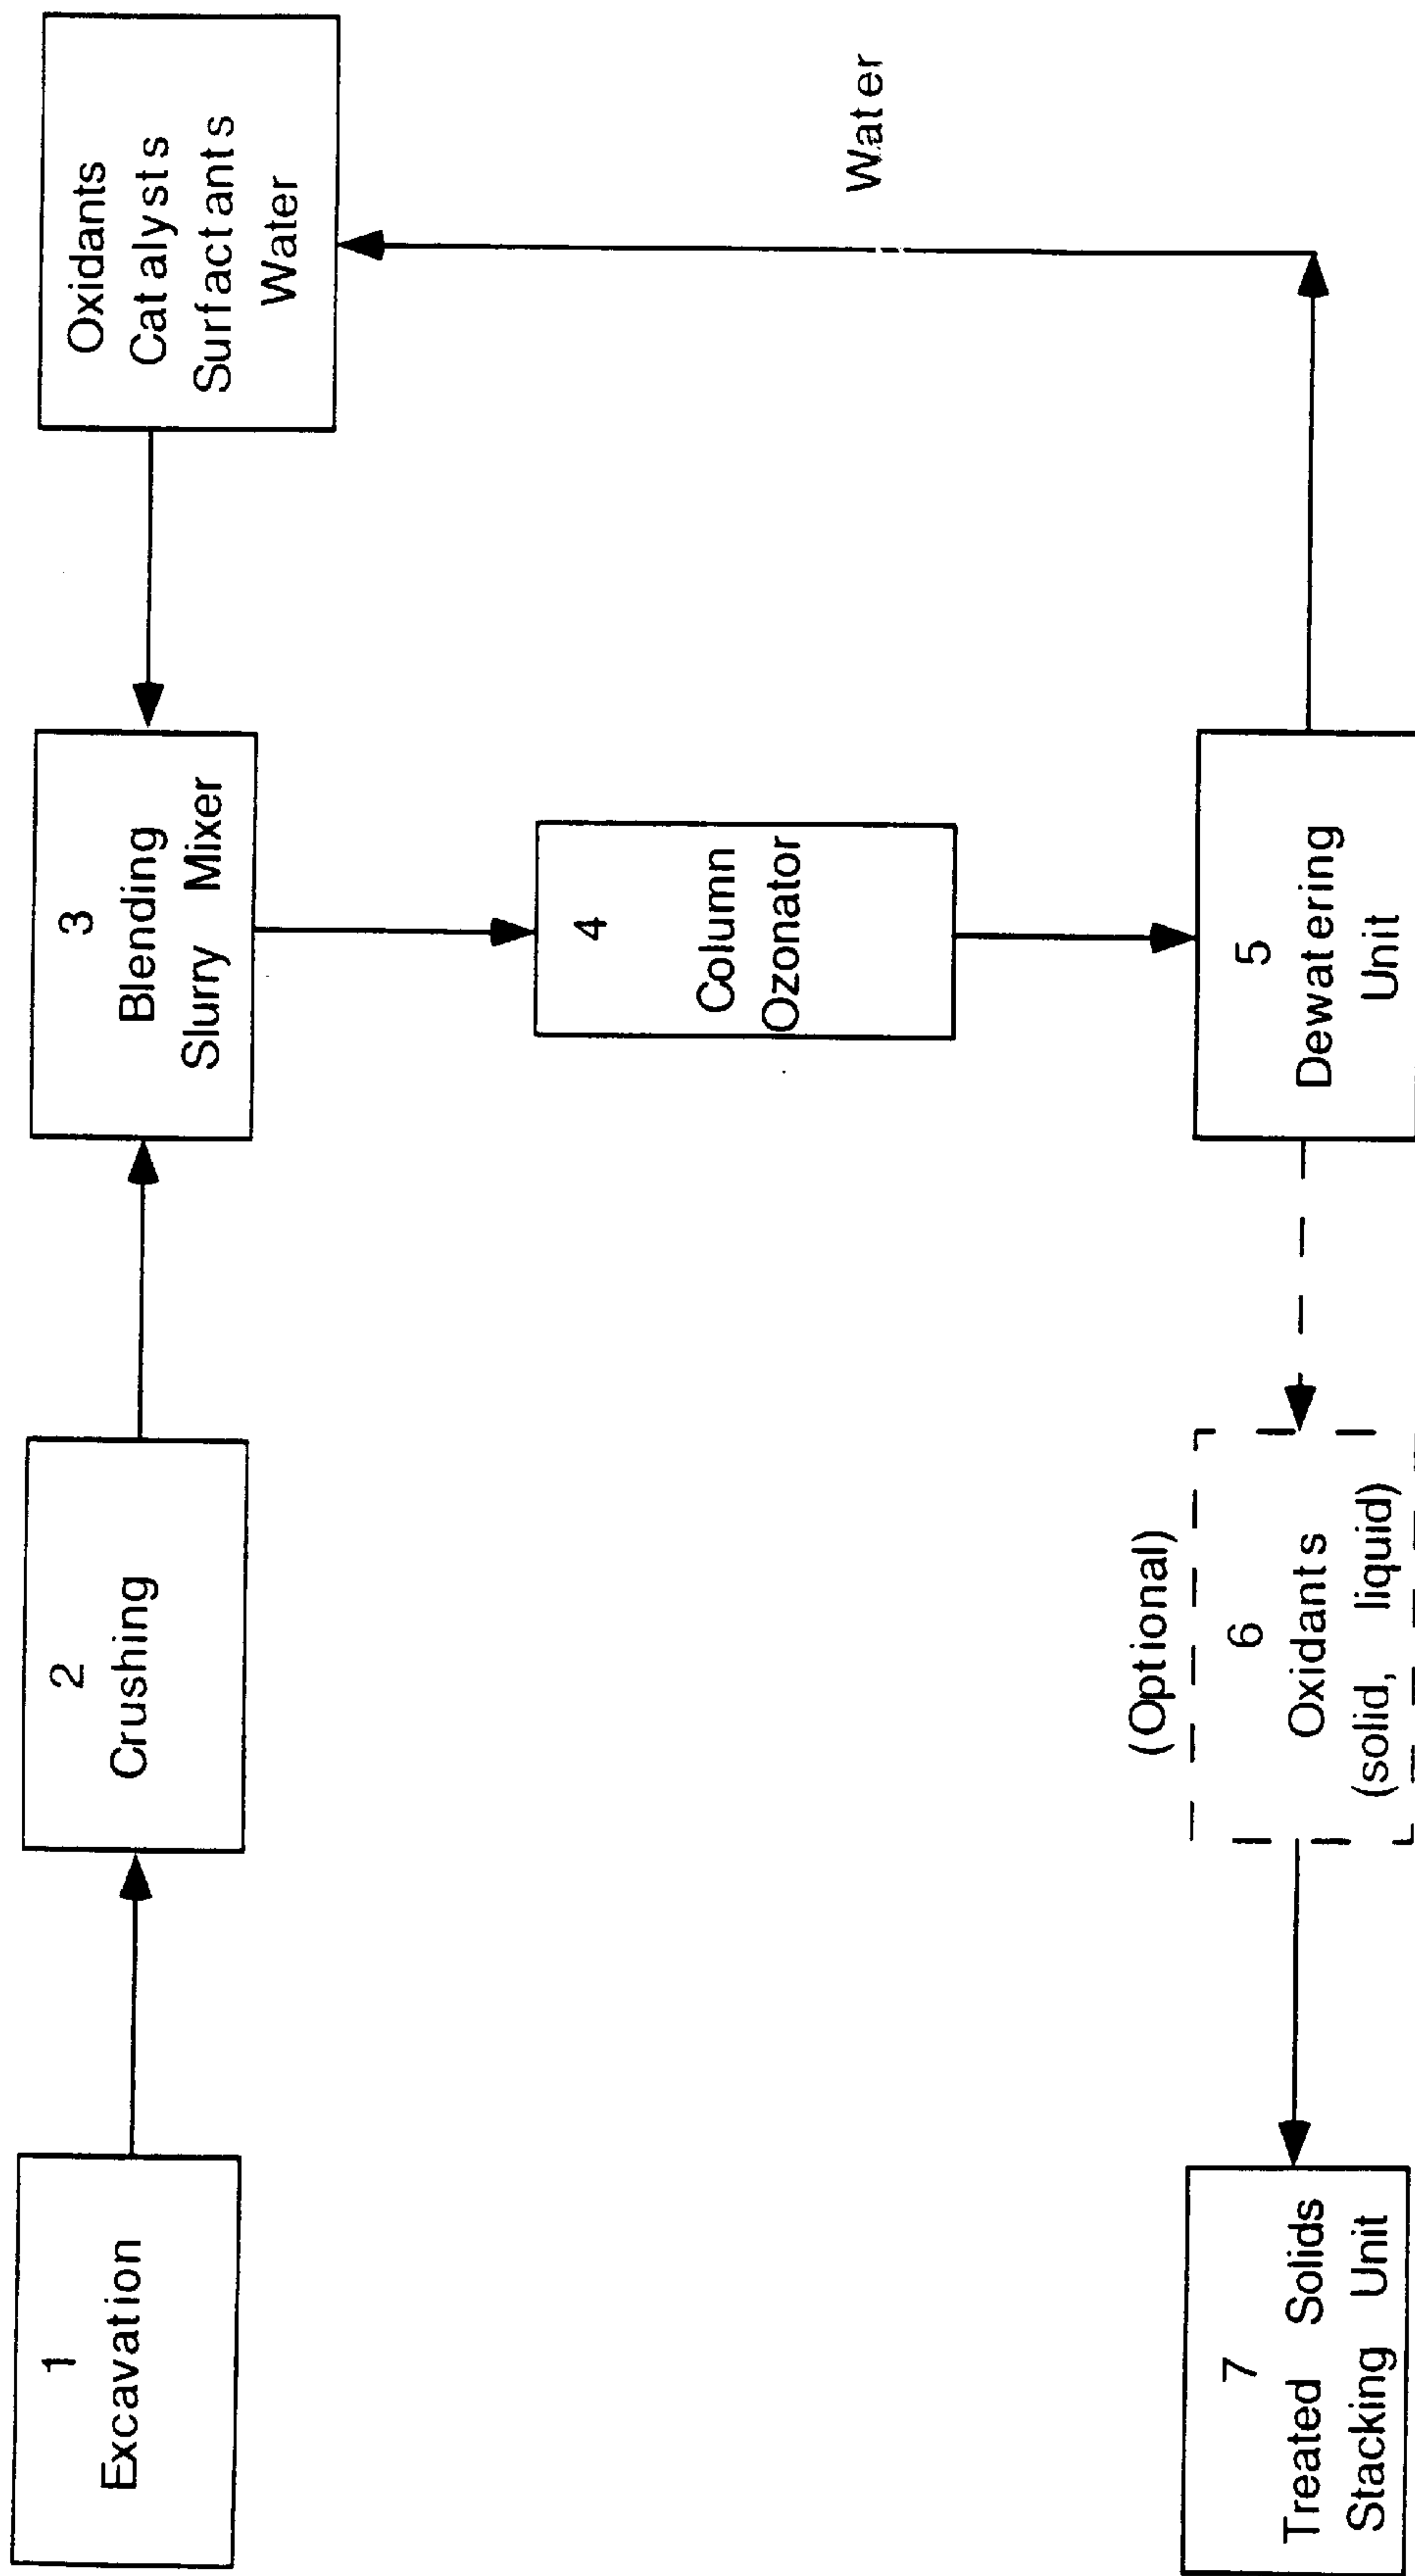 1
Excavation
2
Crushing
3
Blending
Slurry Mixer
Oxidants
Catalysts
Surfactants
Water
4
Column
Ozonator
Water
7
Treated Solids
Stacking Unit
(Optional)
6
Oxidants
(solid, liquid)
5
Dewatering
Unit